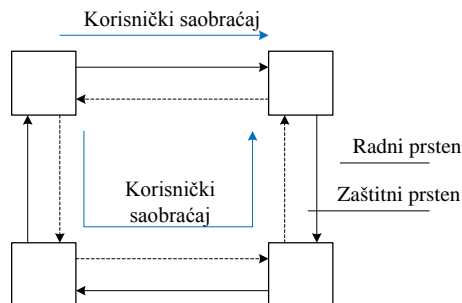 Korisnički saobraćaj
Radni prsten
Korisnički
saobraćaj
Zaštitni prsten